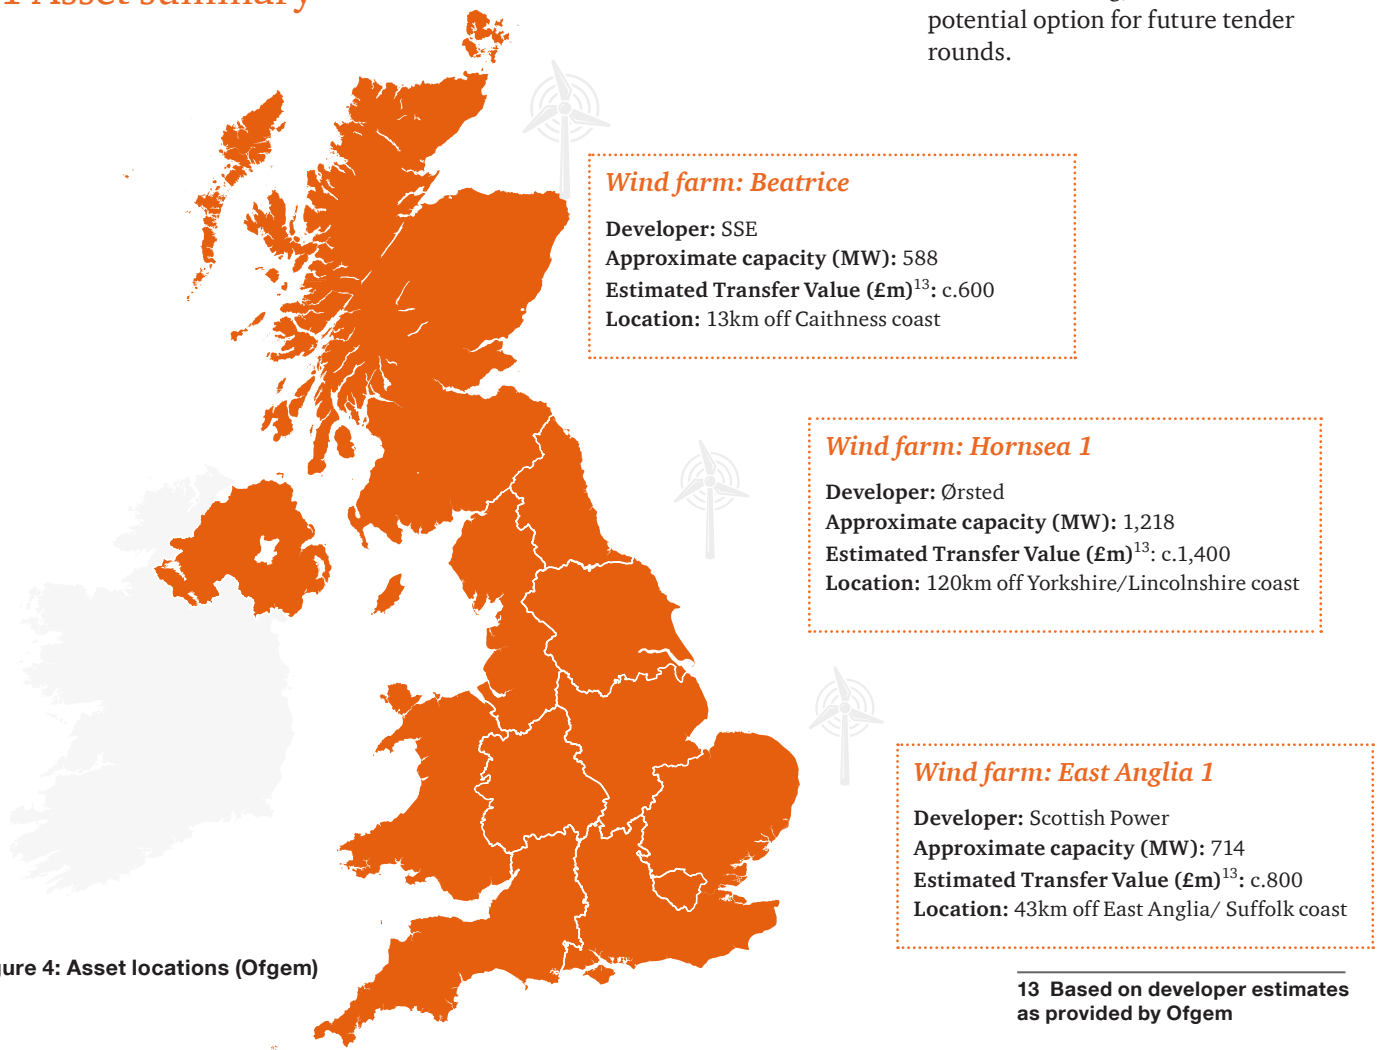 1 Asset summary
potential option for future tender
rounds.
Wind farm: Beatrice
Developer: SSE
Approximate capacity (MW): 588
Estimated Transfer Value (£m)13: c.600
Location: 13km off Caithness coast
Wind farm: Hornsea 1
Developer: Ørsted
Approximate capacity (MW): 1,218
Estimated Transfer Value (£m)13: c.1,400
Location: 120km off Yorkshire/Lincolnshire coast
Wind farm: East Anglia 1
Developer: Scottish Power
Approximate capacity (MW): 714
Estimated Transfer Value (£m)13: c.800
Location: 43km off East Anglia/ Suffolk coast
gure 4: Asset locations (Ofgem)
13 Based on developer estimates
as provided by Ofgem